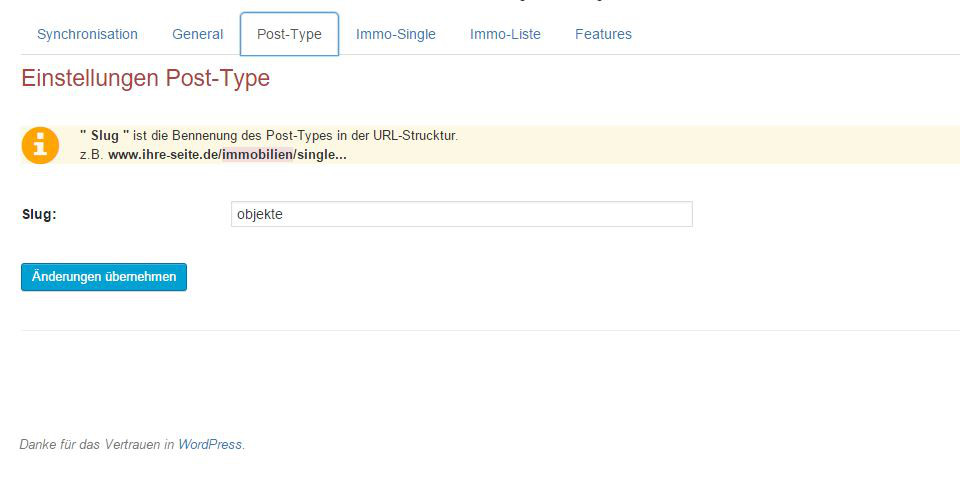 Synchronisation General Post-Type Immo-Single Immo-Liste Features
Einstellungen Post-Type
" Slug " ist die Bennenung des Post-Types in der URL-Strucktur.
z.B. www.ihre-seite.de/immobilien/single...
Slug: objekte
Änderungen übernehmen
Danke für das Vertrauen in WordPress.